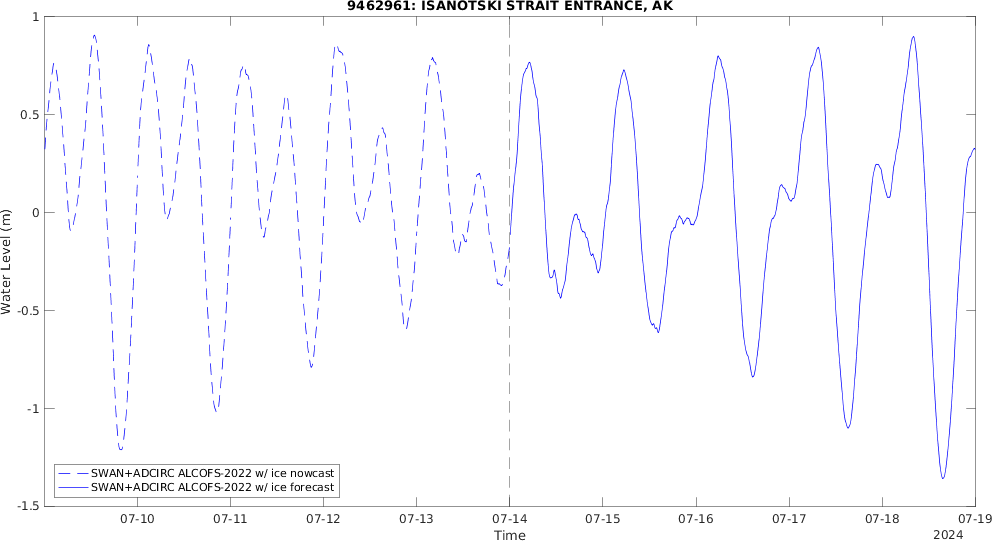 9462961: ISANOTSKI STRAIT ENTRANCE, AK
Water Level (m)
1
0.5
0
-0.5
-1
-1.5
SWAN+ADCIRC ALCOFS-2022 w/ ice nowcast
SWAN+ADCIRC ALCOFS-2022 w/ ice forecast
07-10 07-11 07-12 07-13 07-14 07-15 07-16 07-17 07-18 07-19
Time
2024